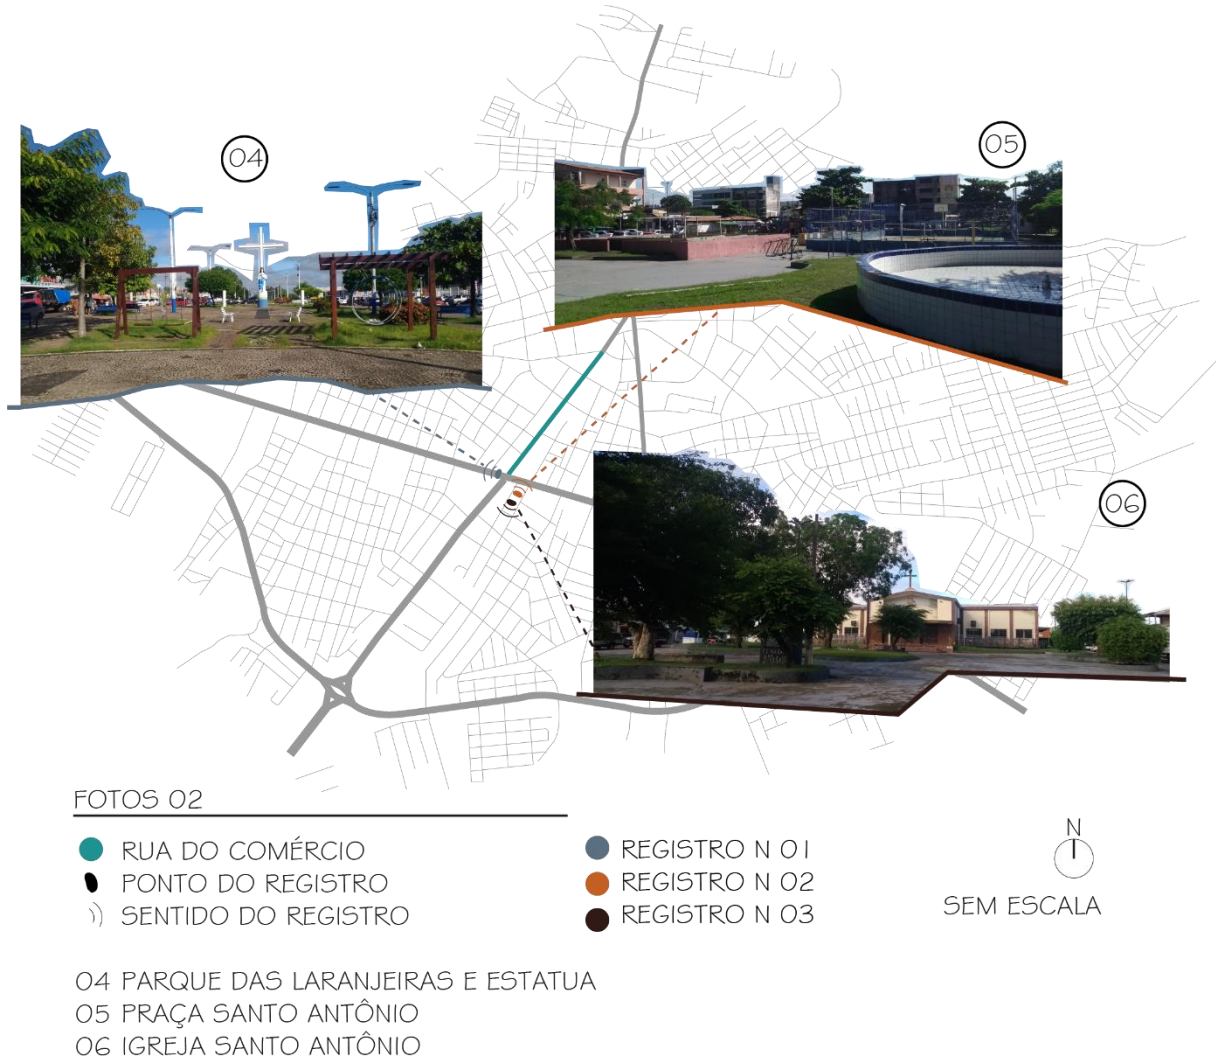 04
05
06
FOTOS 02
RUA DO COMÉRCIO
PONTO DO REGISTRO
SENTIDO DO REGISTRO
REGISTRO N 01
REGISTRO N 02
REGISTRO N 03
N
SEM ESCALA
04 PARQUE DAS LARANJEIRAS E ESTATUA
05 PRAÇA SANTO ANTÔNIO
06 IGREJA SANTO ANTÔNIO